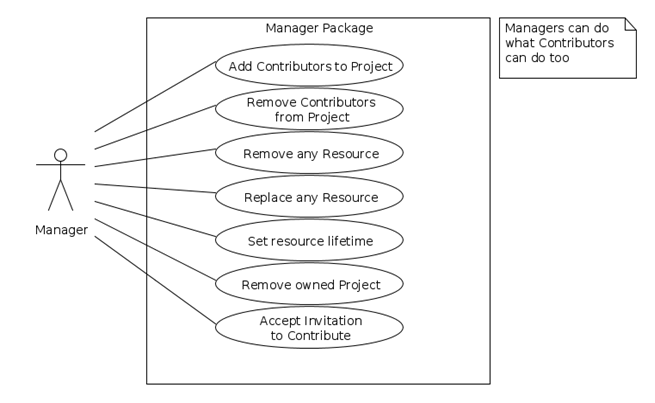 Manager Package
Managers can do
what Contributors
can do too
Add Contributors to Project
Remove Contributors
from Project
Remove any Resource
Replace any Resource
Set resource lifetime
Remove owned Project
Accept Invitation
to Contribute
Manager